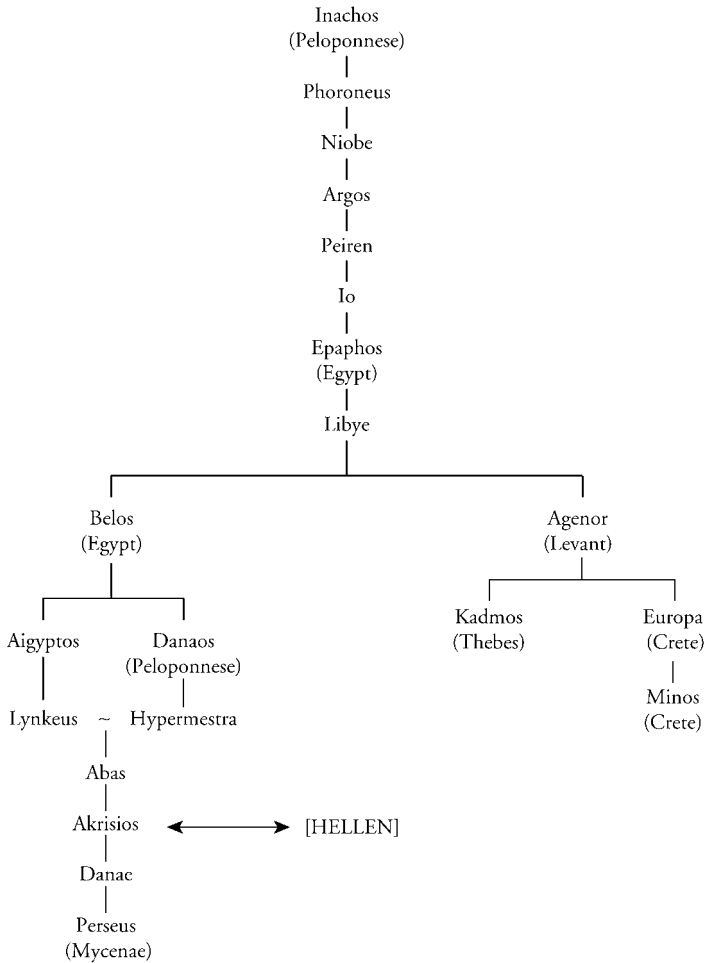 Inachos
(Peloponnese)
Phoroneus
Niobe
Argos
Peiren
Io
Epaphos
(Egypt)
Libye
Belos
(Egypt)
Agenor
(Levant)
Aigyptos
Danaos
(Peloponnese)
Kadmos
(Thebes)
Europa
(Crete)
Lynkeus ~ Hypermestra
Minos
(Crete)
Abas
Akrisios
[HELLEN]
Danae
Perseus
(Mycenae)